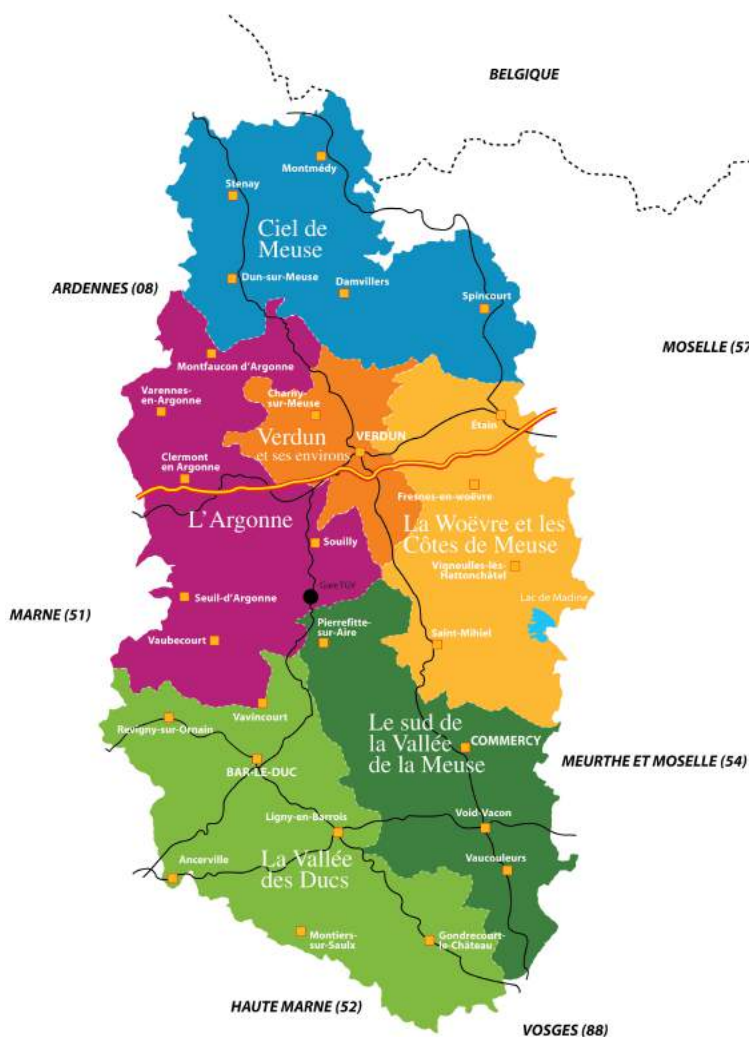 BELGIQUE
Montmédy
Stenay
Ciel de
Meuse
Dun-sur-Meuse
Damvillers
ARDENNES (08)
Spincourt
MOSELLE (57
Montfaucon d'Argonne
Varennes-
en-Argonne
Charny-
sur-Meuse
Étain
Verdun
et ses environs
VERDUN
Clermont
en Argonne
Fresnes-en-woëvre
L'Argonne
La Woëvre et les
Côtes de Meuse
Souilly
Vigneulles-lès-
Hattonchâtel
Gare TGV
Seuil-d'Argonne
Lac de Madine
MARNE (51)
Vaubecourt
Pierrefitte-
sur-Aire
Saint-Mihiel
Vavincourt
Revigny-sur-Ornain
Le sud de
la Vallée
de la Meuse
COMMERCY
BAR-LE-DUC
MEURTHE ET MOSELLE (54)
Ligny-en-Barrois
Void-Vacon
Ancerville
La Vallée
des Ducs
Vaucouleurs
Montiers-
sur-Saulx
Gondrecourt-
le-Château
HAUTE MARNE (52)
VOSGES (88)